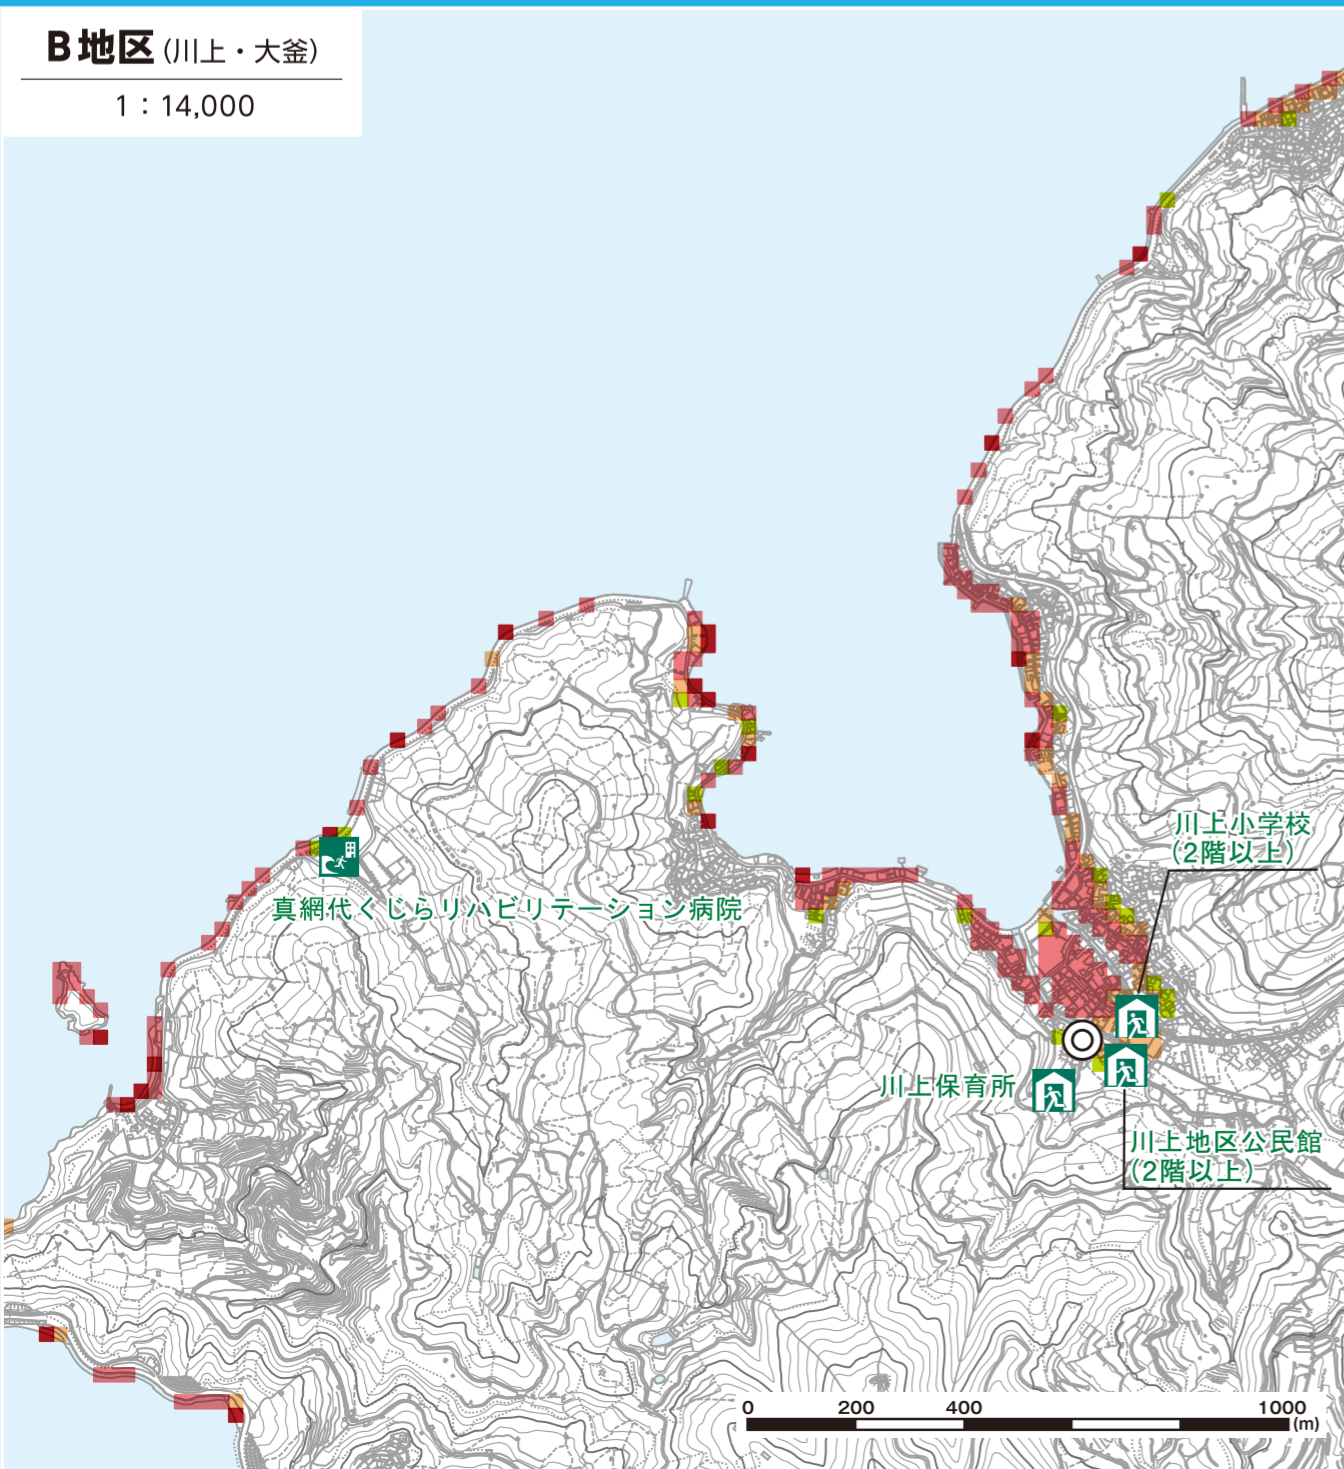 B地区（川上・大釜）
1：14,000
川上小学校
（2階以上）
真網代くじらリハビリテーション病院
川上保育所
川上地区公民館
（2階以上）
0 200 400 1000
(m)